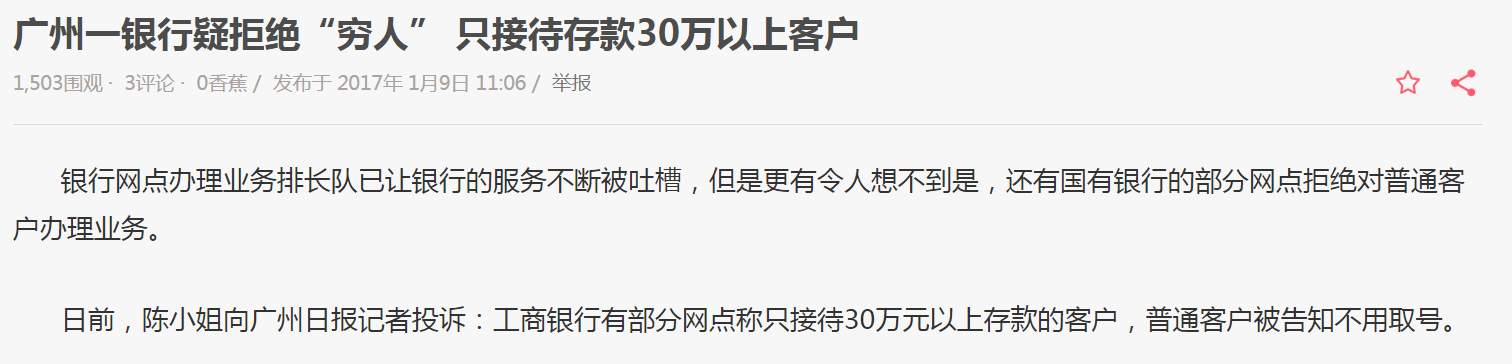 广州一银行疑拒绝“穷人” 只接待存款30万以上客户
1,503围观 · 3评论 · 0香蕉 / 发布于 2017年 1月9日 11:06 / 举报
银行网点办理业务排长队已让银行的服务不断被吐槽，但是更有令人想不到是，还有国有银行的部分网点拒绝对普通客
户办理业务。
日前，陈小姐向广州日报记者投诉：工商银行有部分网点称只接待30万元以上存款的客户，普通客户被告知不用取号。